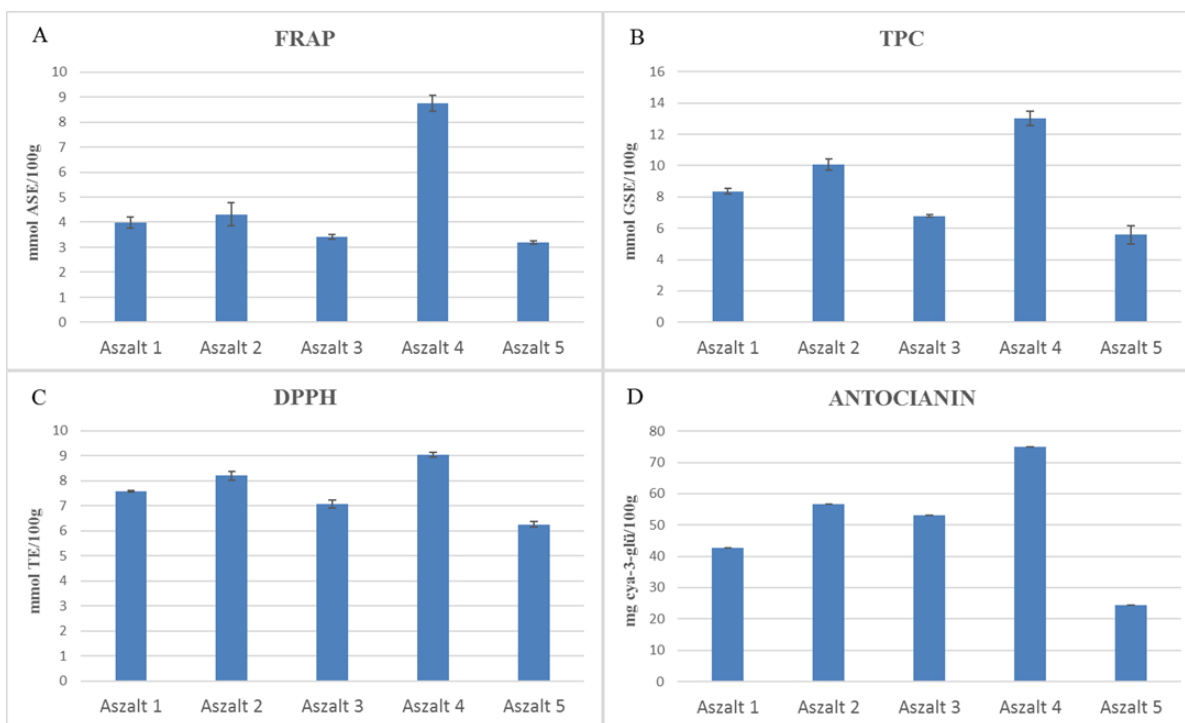 A
FRAP
mmol ASE/100g
10
9
8
7
6
5
4
3
2
1
0
Aszalt 1 Aszalt 2 Aszalt 3 Aszalt 4 Aszalt 5
B
TPC
mmol GSE/100g
16
14
12
10
8
6
4
2
0
Aszalt 1 Aszalt 2 Aszalt 3 Aszalt 4 Aszalt 5
C
DPPH
mmol TE/100g
10
9
8
7
6
5
4
3
2
1
0
Aszalt 1 Aszalt 2 Aszalt 3 Aszalt 4 Aszalt 5
D
ANTOCIANIN
mg cya-3-glü/100g
80
70
60
50
40
30
20
10
0
Aszalt 1 Aszalt 2 Aszalt 3 Aszalt 4 Aszalt 5